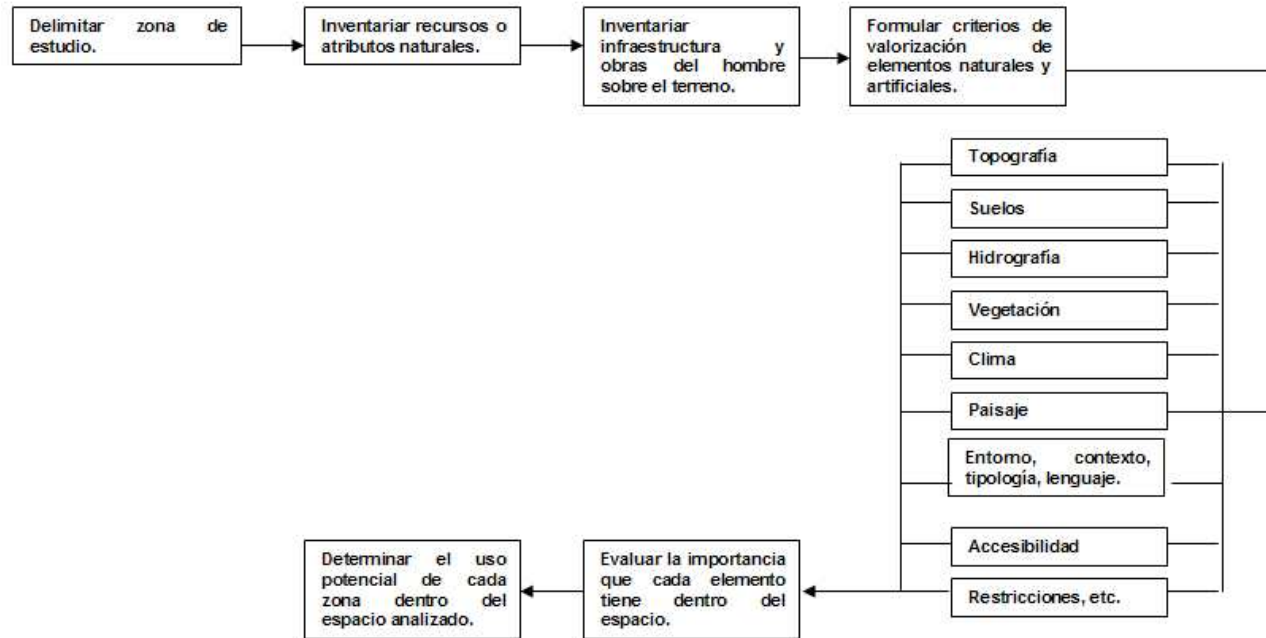 Delimitar zona de
estudio.
Inventariar recursos o
atributos naturales.
Inventariar
infraestructura y
obras del hombre
sobre el terreno.
Formular criterios de
valorización de
elementos naturales y
artificiales.
Topografía
Suelos
Hidrografía
Vegetación
Clima
Paisaje
Entorno, contexto,
tipología, lenguaje.
Accesibilidad
Restricciones, etc.
Evaluar la importancia
que cada elemento
tiene dentro del
espacio.
Determinar el uso
potencial de cada
zona dentro del
espacio analizado.